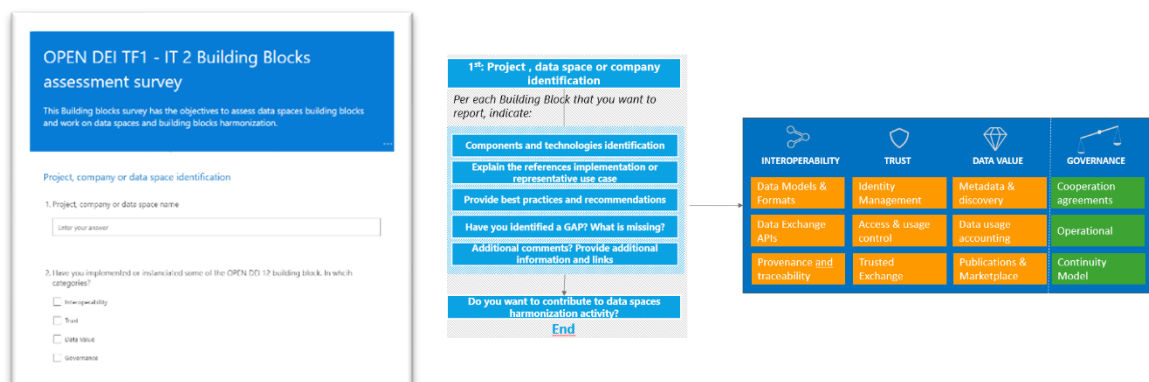 OPEN DEI TF1 - IT 2 Building Blocks
assessment survey
This Building blocks survey has the objectives to assess data spaces building blocks
and work on data spaces and building blocks harmonization.
...
Project, company or data space identification
1. Project, company or data space name
Enter your answer
2. Have you implemented or instanciated some of the OPEN DEI 12 building block. In whcih
categories?
Interoperability
Trust
Data Value
Governance
1st: Project , data space or company
identification
Per each Building Block that you want to
report, indicate:
Components and technologies identification
Explain the references implementation or
representative use case
Provide best practices and recommendations
Have you identified a GAP? What is missing?
Additional comments? Provide additional
information and links
Do you want to contribute to data spaces
harmonization activity?
End
INTEROPERABILITY
Data Models &
Formats
Data Exchange
APIs
Provenance and
traceability
TRUST
Identity
Management
Access & usage
control
Trusted
Exchange
DATA VALUE
Metadata &
discovery
Data usage
accounting
Publications &
Marketplace
GOVERNANCE
Cooperation
agreements
Operational
Continuity
Model